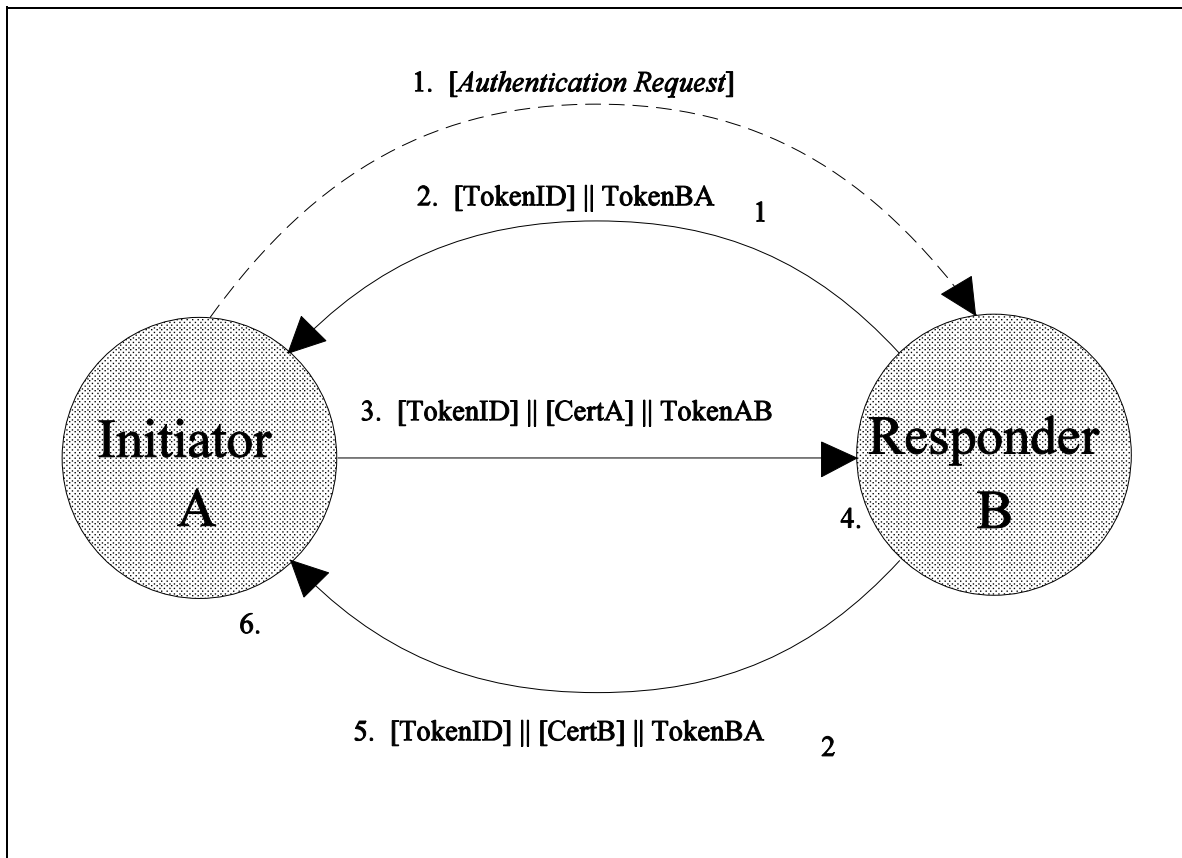 1. [Authentication Request]
2. [TokenID] || TokenBA 1
3. [TokenID] || [CertA] || TokenAB
Initiator
A
Responder
B
4.
6.
5. [TokenID] || [CertB] || TokenBA 2